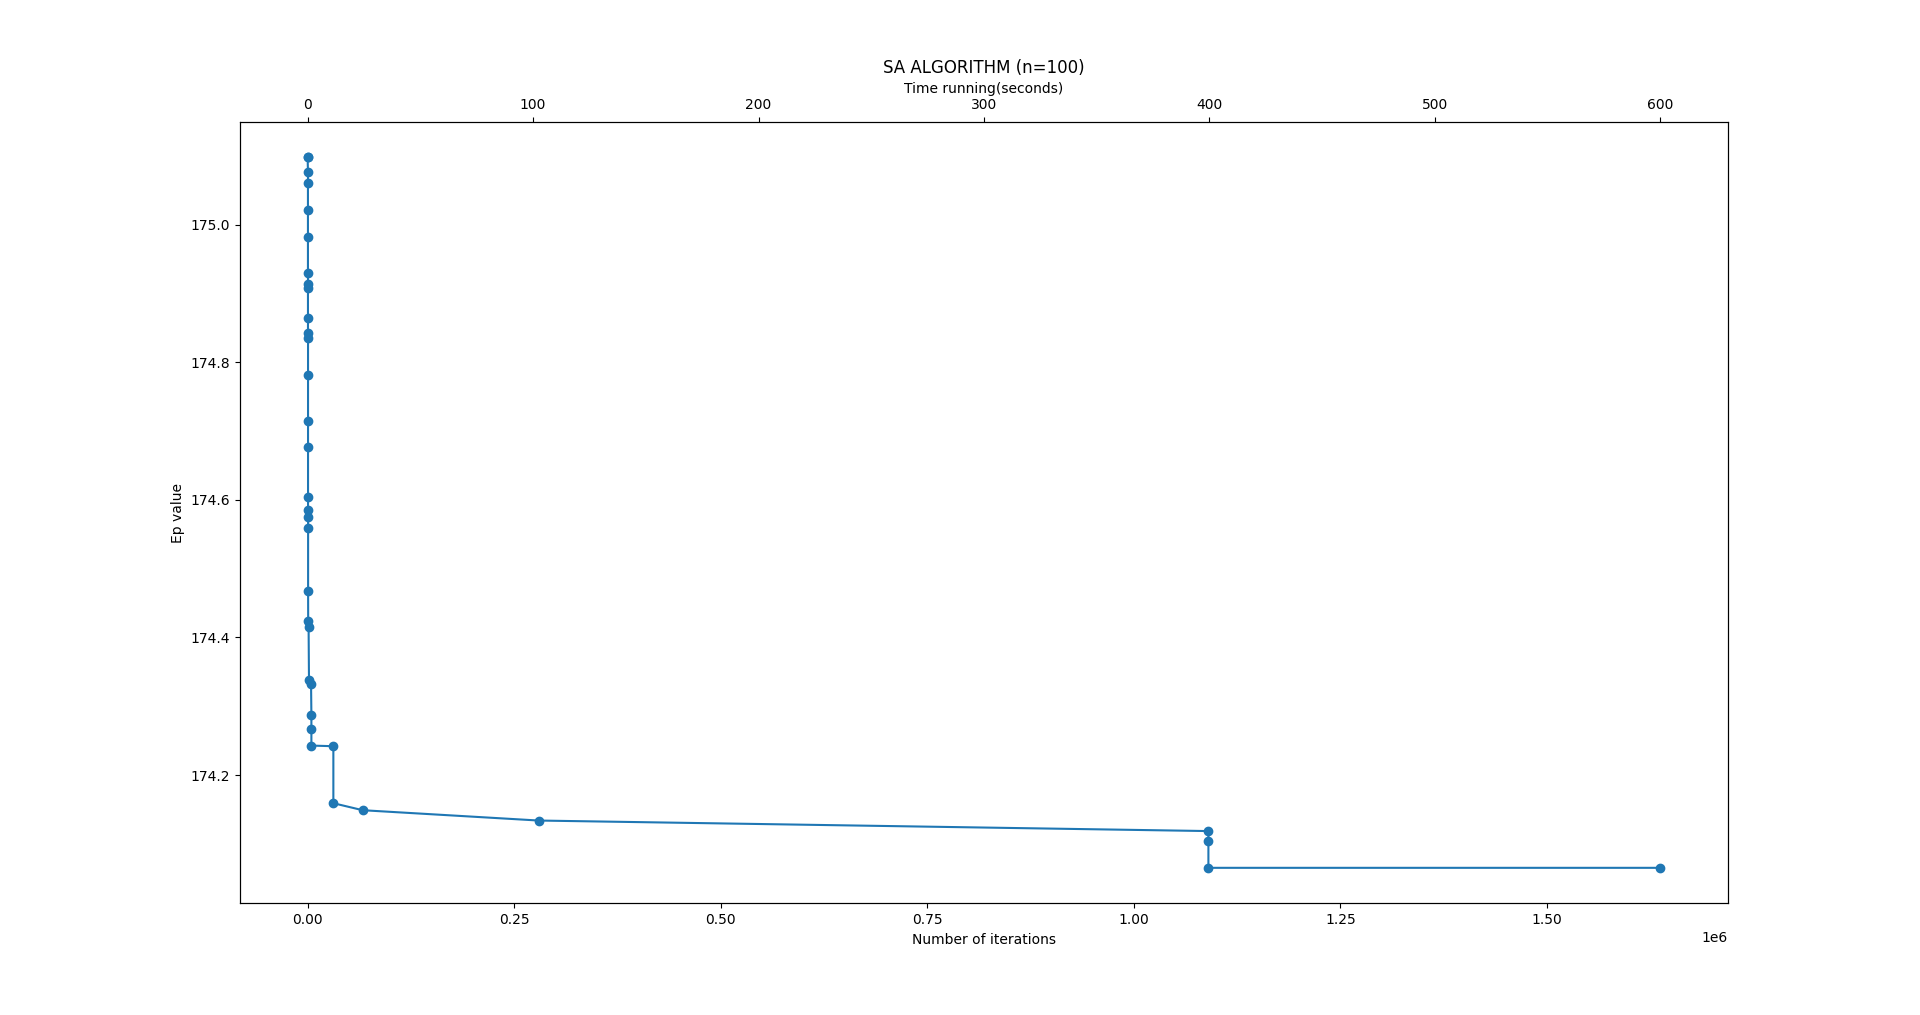 SA ALGORITHM (n=100)
Time running(seconds)
0 100 200 300 400 500 600
175.0
174.8
174.6
174.4
174.2
Ep value
0.00 0.25 0.50 0.75 1.00 1.25 1.50
Number of iterations
1e6